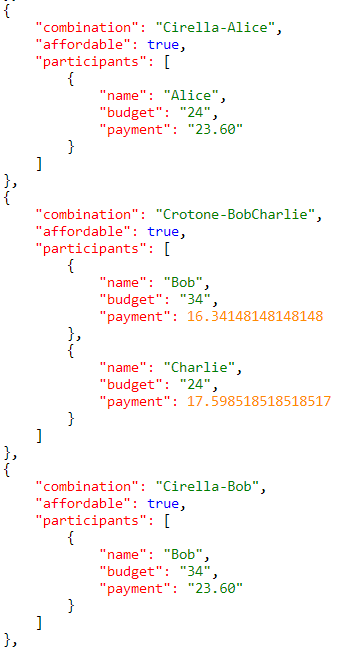 {
    "combination": "Cirella-Alice",
    "affordable": true,
    "participants": [
        {
            "name": "Alice",
            "budget": "24",
            "payment": "23.60"
        }
    ]
},
{
    "combination": "Crotone-BobCharlie",
    "affordable": true,
    "participants": [
        {
            "name": "Bob",
            "budget": "34",
            "payment": 16.34148148148148
        },
        {
            "name": "Charlie",
            "budget": "24",
            "payment": 17.598518518518517
        }
    ]
},
{
    "combination": "Cirella-Bob",
    "affordable": true,
    "participants": [
        {
            "name": "Bob",
            "budget": "34",
            "payment": "23.60"
        }
    ]
},